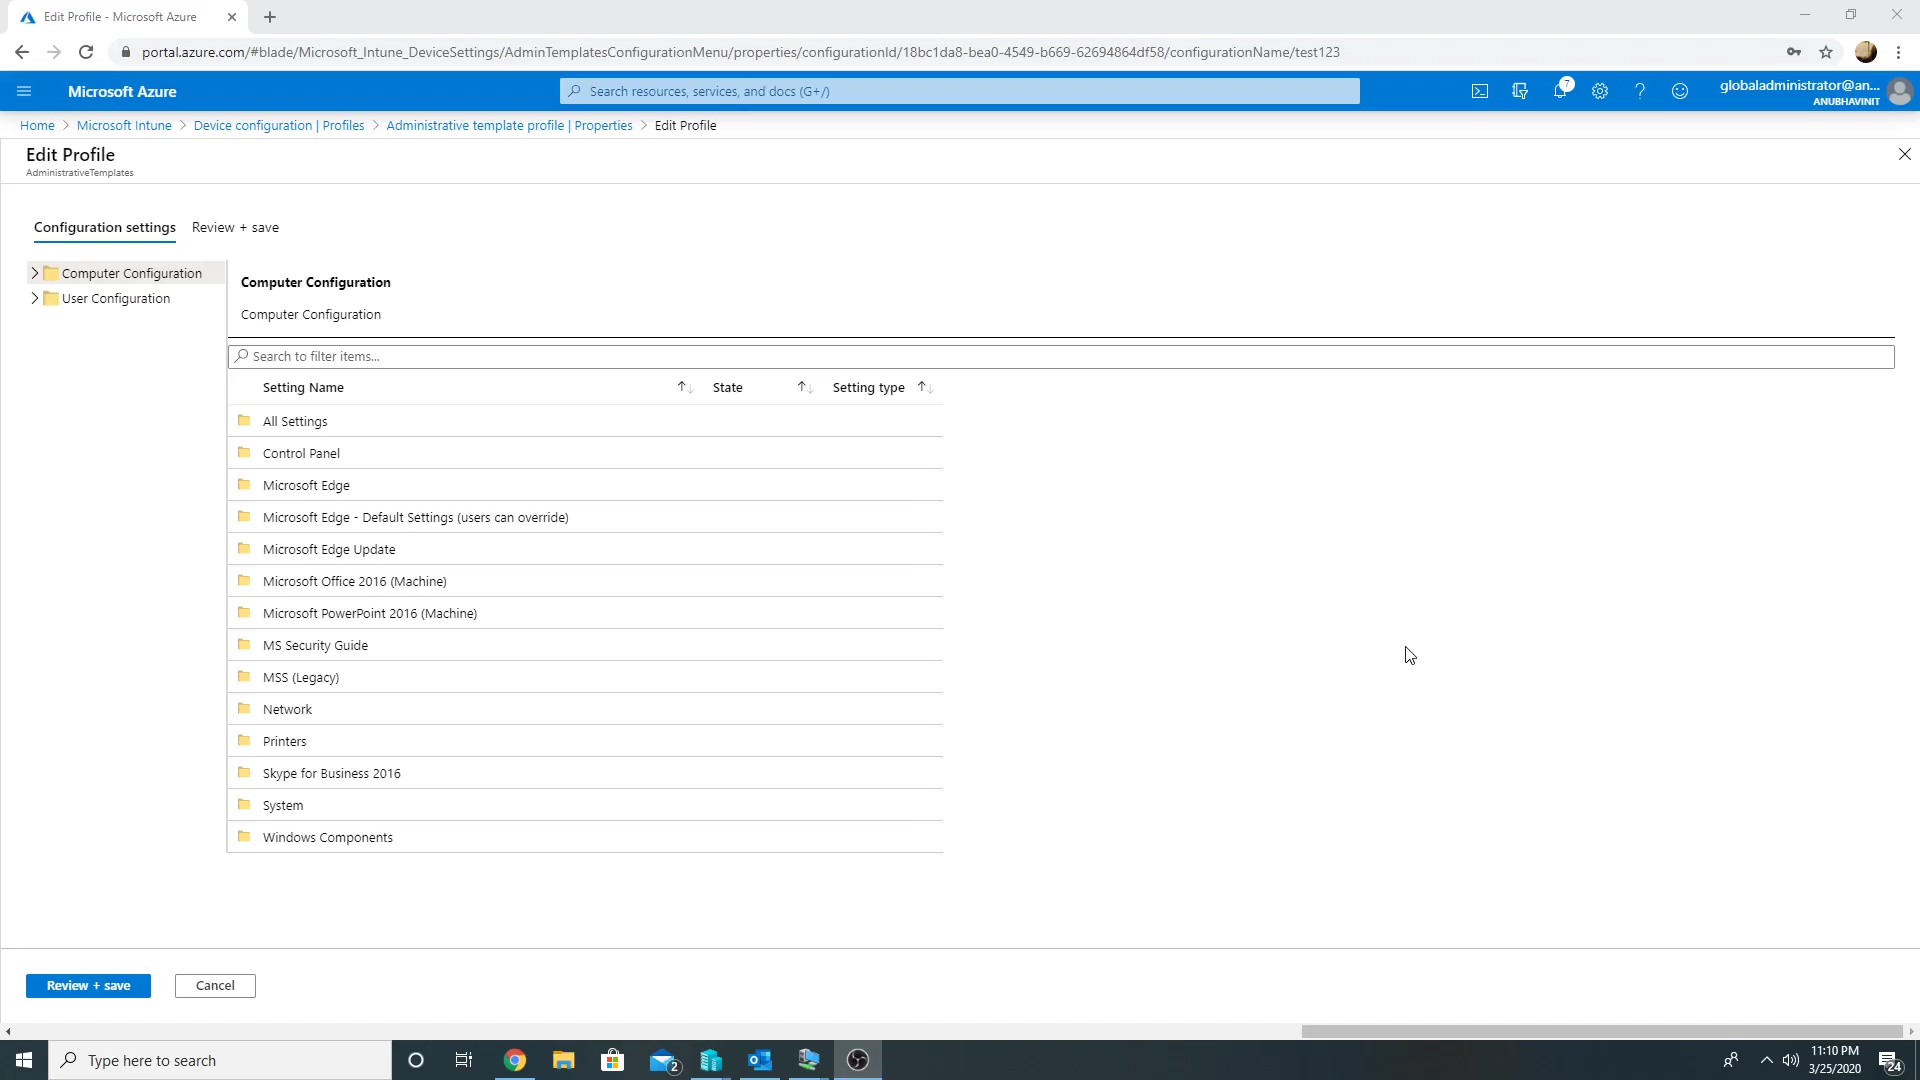 Edit Profile - Microsoft Azure
portal.azure.com/#blade/Microsoft_Intune_DeviceSettings/AdminTemplatesConfigurationMenu/properties/configurationId/18bc1da8-bea0-4549-b669-62694864df58/configurationName/test123
Microsoft Azure
Search resources, services, and docs (G+/)
7
globaladministrator@an...
ANUBHAVINIT
Home > Microsoft Intune > Device configuration | Profiles > Administrative template profile | Properties > Edit Profile
Edit Profile
AdministrativeTemplates
Configuration settings Review + save
Computer Configuration
User Configuration
Computer Configuration
Computer Configuration
Search to filter items...
Setting Name State Setting type
All Settings
Control Panel
Microsoft Edge
Microsoft Edge - Default Settings (users can override)
Microsoft Edge Update
Microsoft Office 2016 (Machine)
Microsoft PowerPoint 2016 (Machine)
MS Security Guide
MSS (Legacy)
Network
Printers
Skype for Business 2016
System
Windows Components
Review + save Cancel
Type here to search
2
11:10 PM
3/25/2020
24